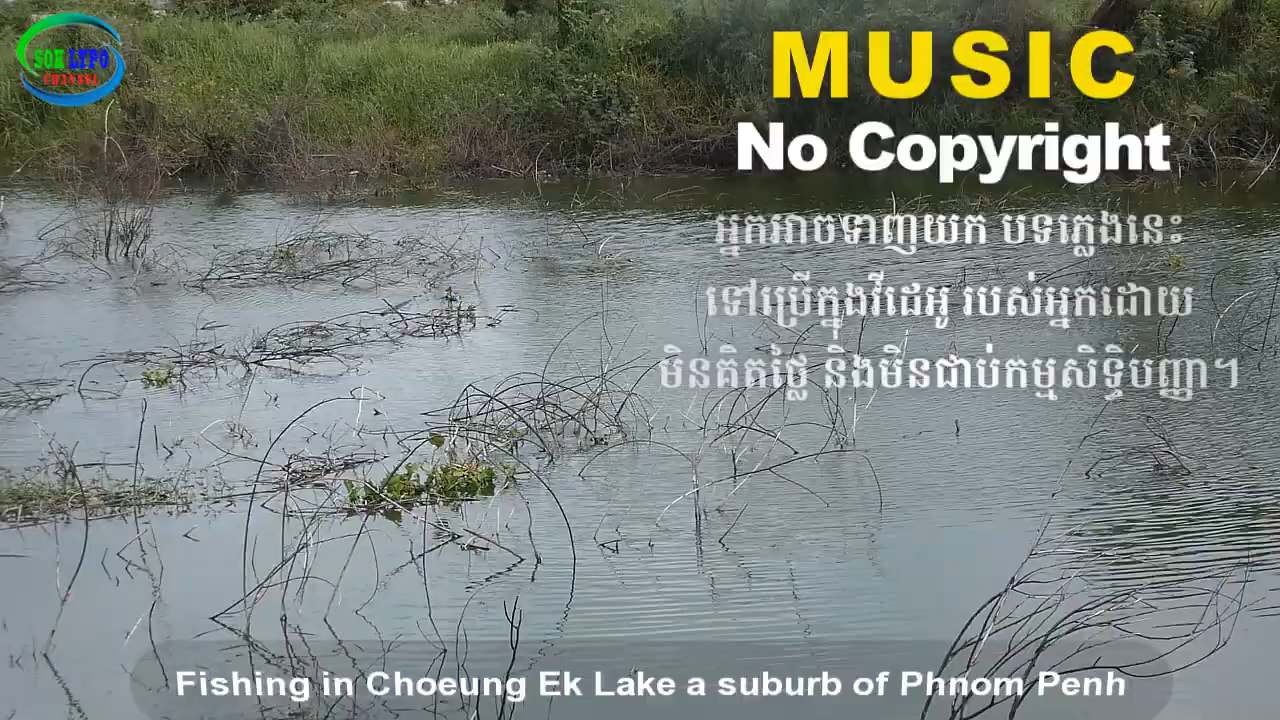 SOK LYPO
CHANNEL
MUSIC
No Copyright
អ្នកអាចទាញយក បទភ្លេងនេះ
ទៅប្រើក្នុងវីដេអូ របស់អ្នកដោយ
មិនគិតថ្លៃ និងមិនជាប់កម្មសិទ្ធិបញ្ញា។
Fishing in Choeung Ek Lake a suburb of Phnom Penh